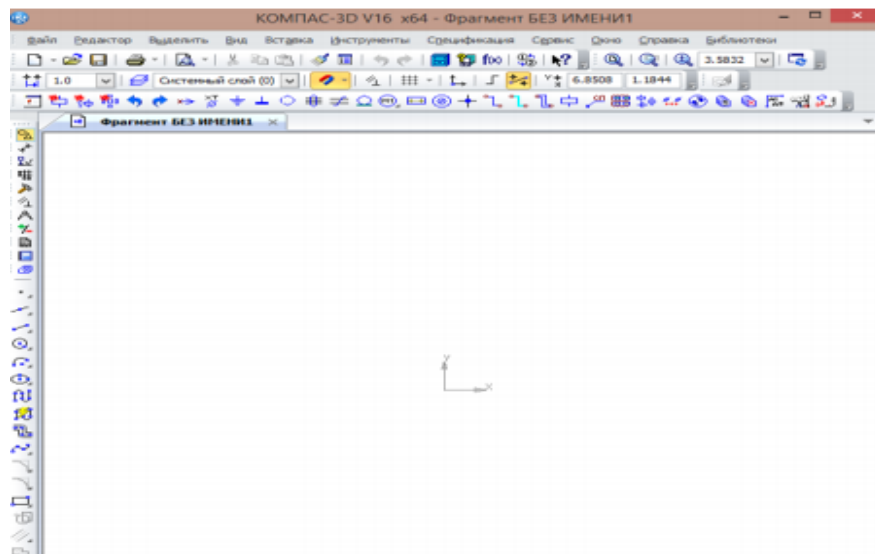 КОМПАС-3D V16 x64 - Фрагмент БЕЗ ИМЕНИ1
Файл Редактор Выделить Вид Вставка Инструменты Спецификация Сервис Окно Справка Библиотеки
f(x) 3.5832
1.0 Системный слой (0) 6.8508 1.1844
Фрагмент БЕЗ ИМЕНИ1
Y
X